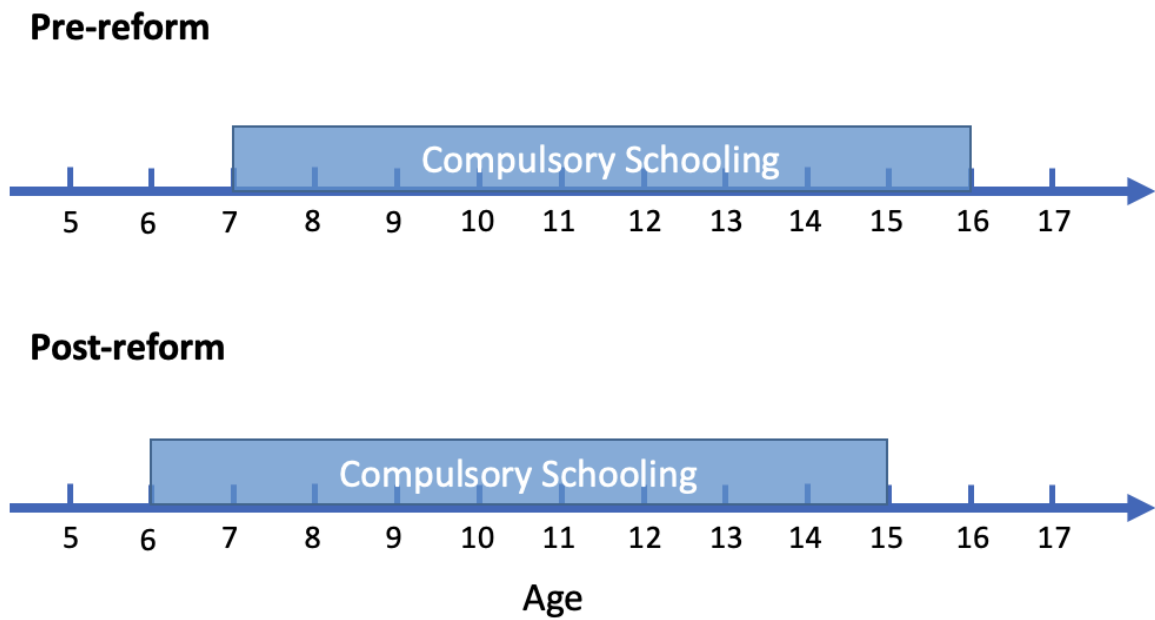 Pre-reform
Compulsory Schooling
5 6 7 8 9 10 11 12 13 14 15 16 17
Post-reform
Compulsory Schooling
5 6 7 8 9 10 11 12 13 14 15 16 17
Age